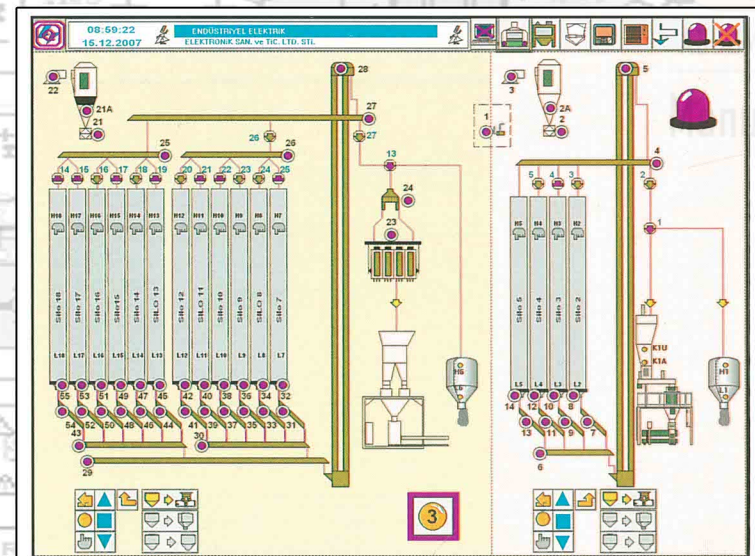 08:59:22
15.12.2007
ENDÜSTRİYEL ELEKTRİK
ELEKTRONİK SAN. ve TİC. LTD. STİ.
22
21A
21
28
27
27
26
25
26
13
24
23
14 15 16 17 18 19 20 21 22 23 24 25
H18 H17 H16 H15 H14 H13 H12 H11 H10 H9 H8 H7
Silo 18
Silo 17
Silo 16
Silo15
Silo 14
SILO 13
Silo 12
SILO 11
Silo 10
Silo 9
SILO 8
Silo 7
L18 L17 L16 L15 L14 L13 L12 L11 L10 L9 L8 L7
55 53 51 49 47 45 42 40 38 36 34 32
54 52 50 48 46 44 41 39 37 35 33 31
43
30
29
H6
L6
3
1
3
2A
2
5
4
5 4 3 2
1
H5 H4 H3 H2
Silo 5
Silo 4
Silo 3
Silo 2
L5 L4 L3 L2
14 12 10 8
13 11 9 7
6
K1U
K1A
H1
L1